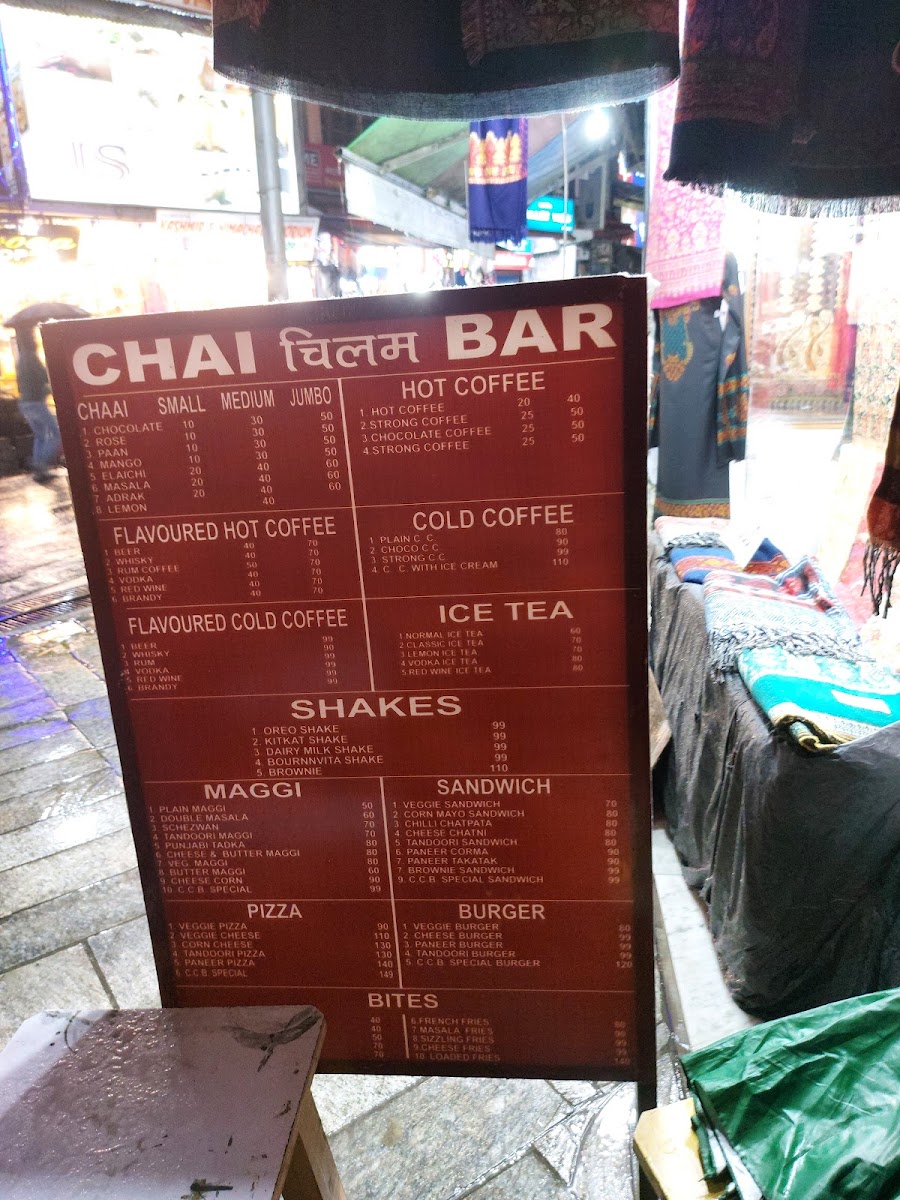 CHAI चिलम BAR
CHAAI SMALL MEDIUM JUMBO
1. CHOCOLATE 10 30 50
2. ROSE 10 30 50
3. PAAN 10 30 50
4. MANGO 10 30 50
5. ELAICHI 20 40 60
6. MASALA 20 40 60
7. ADRAK 20 40 60
8. LEMON 40
HOT COFFEE
1. HOT COFFEE 20 40
2. STRONG COFFEE 25 50
3. CHOCOLATE COFFEE 25 50
4. STRONG COFFEE 25 50
FLAVOURED HOT COFFEE
1 BEER 40 70
2. WHISKY 40 70
3. RUM COFFEE 50 70
4. VODKA 40 70
5. RED WINE 40 70
6. BRANDY 40 70
COLD COFFEE
1. PLAIN C. C. 80
2. CHOCO C.C. 90
3. STRONG C.C. 99
4. C. C. WITH ICE CREAM 110
FLAVOURED COLD COFFEE
1. BEER 99
2. WHISKY 90
3. RUM 99
4. VODKA 99
5. RED WINE 99
6. BRANDY 99
ICE TEA
1.NORMAL ICE TEA 60
2.CLASSIC ICE TEA 70
3.LEMON ICE TEA 70
4.VODKA ICE TEA 80
5.RED WINE ICE TEA 80
SHAKES
1. OREO SHAKE 99
2. KITKAT SHAKE 99
3. DAIRY MILK SHAKE 99
4. BOURNNVITA SHAKE 99
5. BROWNIE 110
MAGGI
1. PLAIN MAGGI 50
2. DOUBLE MASALA 60
3. SCHEZWAN 70
4 TANDOORI MAGGI 70
5. PUNJABI TADKA 80
6. CHEESE & BUTTER MAGGI 80
7. VEG. MAGGI 80
8. BUTTER MAGGI 60
9. CHEESE CORN 90
10. C.C.B. SPECIAL 99
SANDWICH
1. VEGGIE SANDWICH 70
2. CORN MAYO SANDWICH 80
3. CHILLI CHATPATA 80
4. CHEESE CHATNI 80
5. TANDOORI SANDWICH 80
6. PANEER CORMA 90
7. PANEER TAKATAK 90
8. BROWNIE SANDWICH 99
9. C.C.B. SPECIAL SANDWICH 99
PIZZA
1. VEGGIE PIZZA 90
2. VEGGIE CHEESE 110
3. CORN CHEESE 130
4. TANDOORI PIZZA 130
5. PANEER PIZZA 140
6. C.C.B. SPECIAL 149
BURGER
1. VEGGIE BURGER 80
2. CHEESE BURGER 99
3. PANEER BURGER 99
4. TANDOORI BURGER 99
5. C.C.B. SPECIAL BURGER 120
BITES
40
40
50
70
70
6.FRENCH FRIES 80
7.MASALA FRIES 90
8.SIZZLING FRIES 99
9.CHEESE FRIES 99
10. LOADED FRIES 140